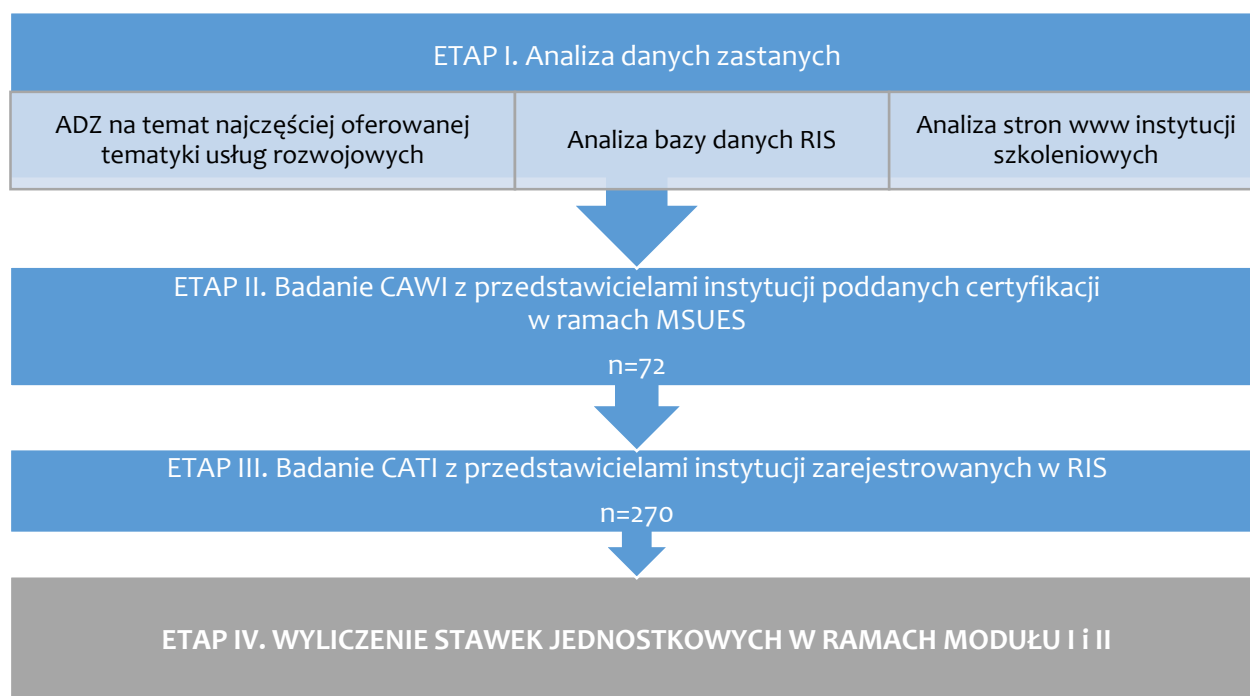 ETAP I. Analiza danych zastanych
ADZ na temat najczęściej oferowanej
tematyki usług rozwojowych
Analiza bazy danych RIS
Analiza stron www instytucji
szkoleniowych
ETAP II. Badanie CAWI z przedstawicielami instytucji poddanych certyfikacji
w ramach MSUES
n=72
ETAP III. Badanie CATI z przedstawicielami instytucji zarejestrowanych w RIS
n=270
ETAP IV. WYLICZENIE STAWEK JEDNOSTKOWYCH W RAMACH MODUŁU I i II